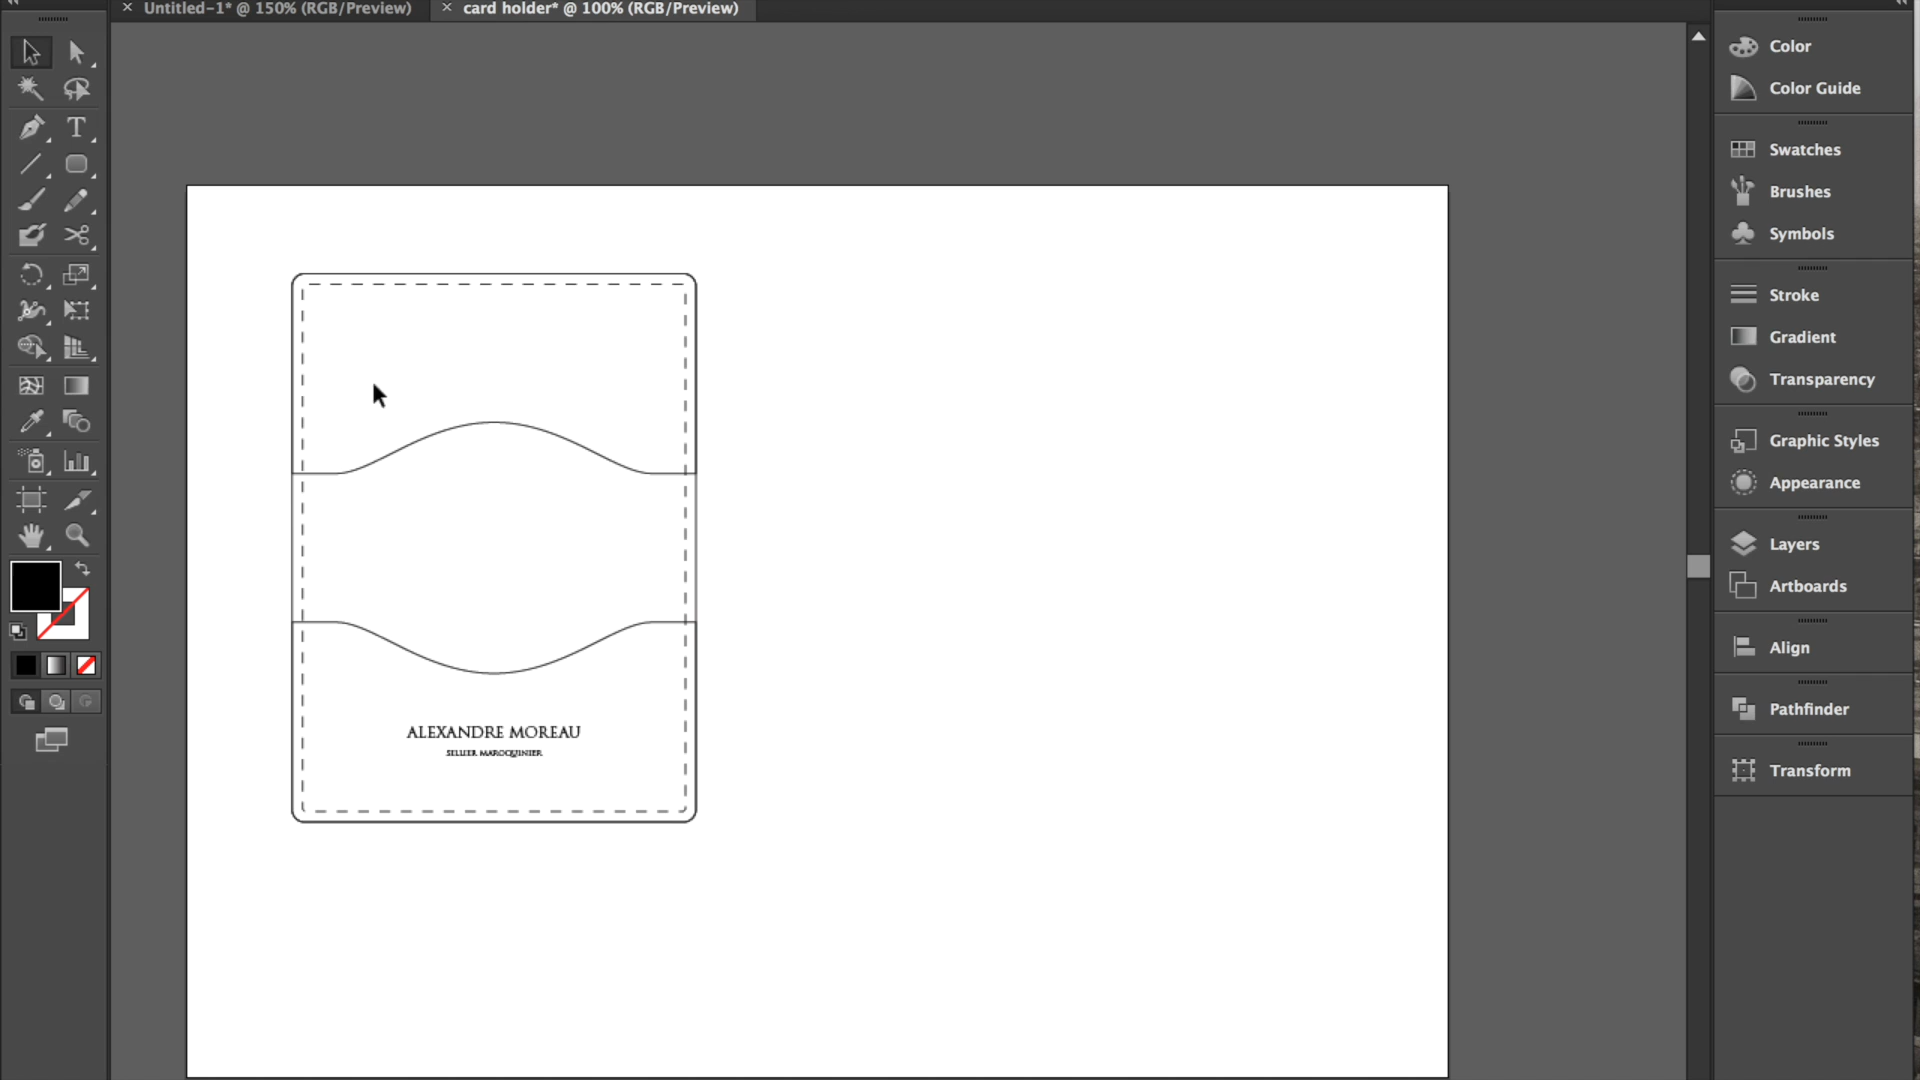 Untitled-1* @ 150% (RGB/Preview)
card holder* @ 100% (RGB/Preview)
Color
Color Guide
Swatches
Brushes
Symbols
Stroke
Gradient
Transparency
Graphic Styles
Appearance
Layers
Artboards
Align
Pathfinder
Transform
ALEXANDRE MOREAU
SELLIER MAROQUINIER